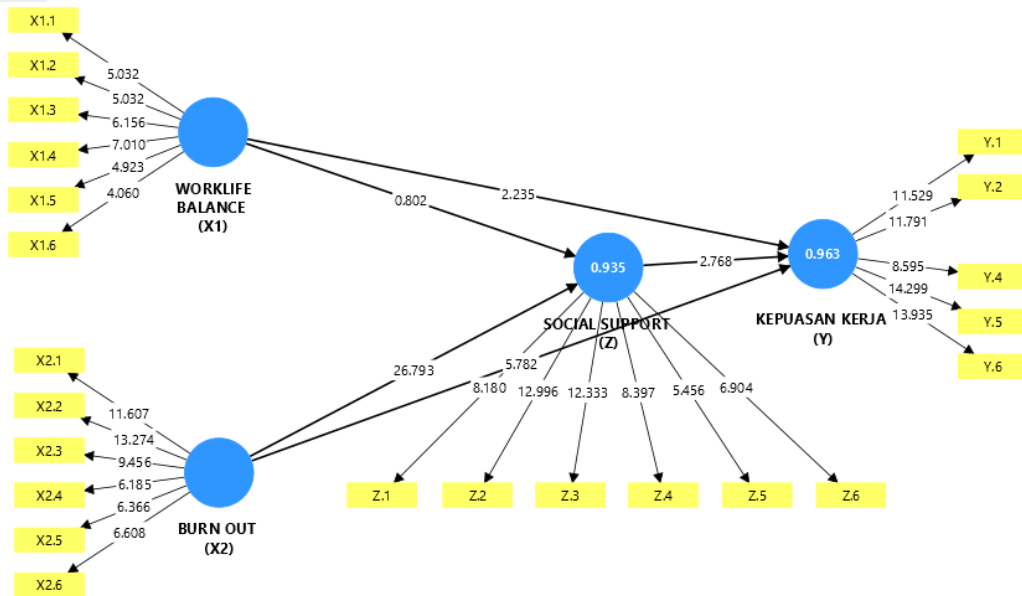 X1.1
X1.2
X1.3
X1.4
X1.5
X1.6
5.032
5.032
6.156
7.010
4.923
4.060
WORKLIFE
BALANCE
(X1)
0.802
2.235
0.935
SOCIAL SUPPORT
(Z)
2.768
0.963
KEPUASAN KERJA
(Y)
11.529
11.791
8.595
14.299
13.935
Y.1
Y.2
Y.4
Y.5
Y.6
X2.1
X2.2
X2.3
X2.4
X2.5
X2.6
11.607
13.274
9.456
6.185
6.366
6.608
BURN OUT
(X2)
26.793
5.782
8.180
12.996
12.333
8.397
5.456
6.904
Z.1
Z.2
Z.3
Z.4
Z.5
Z.6